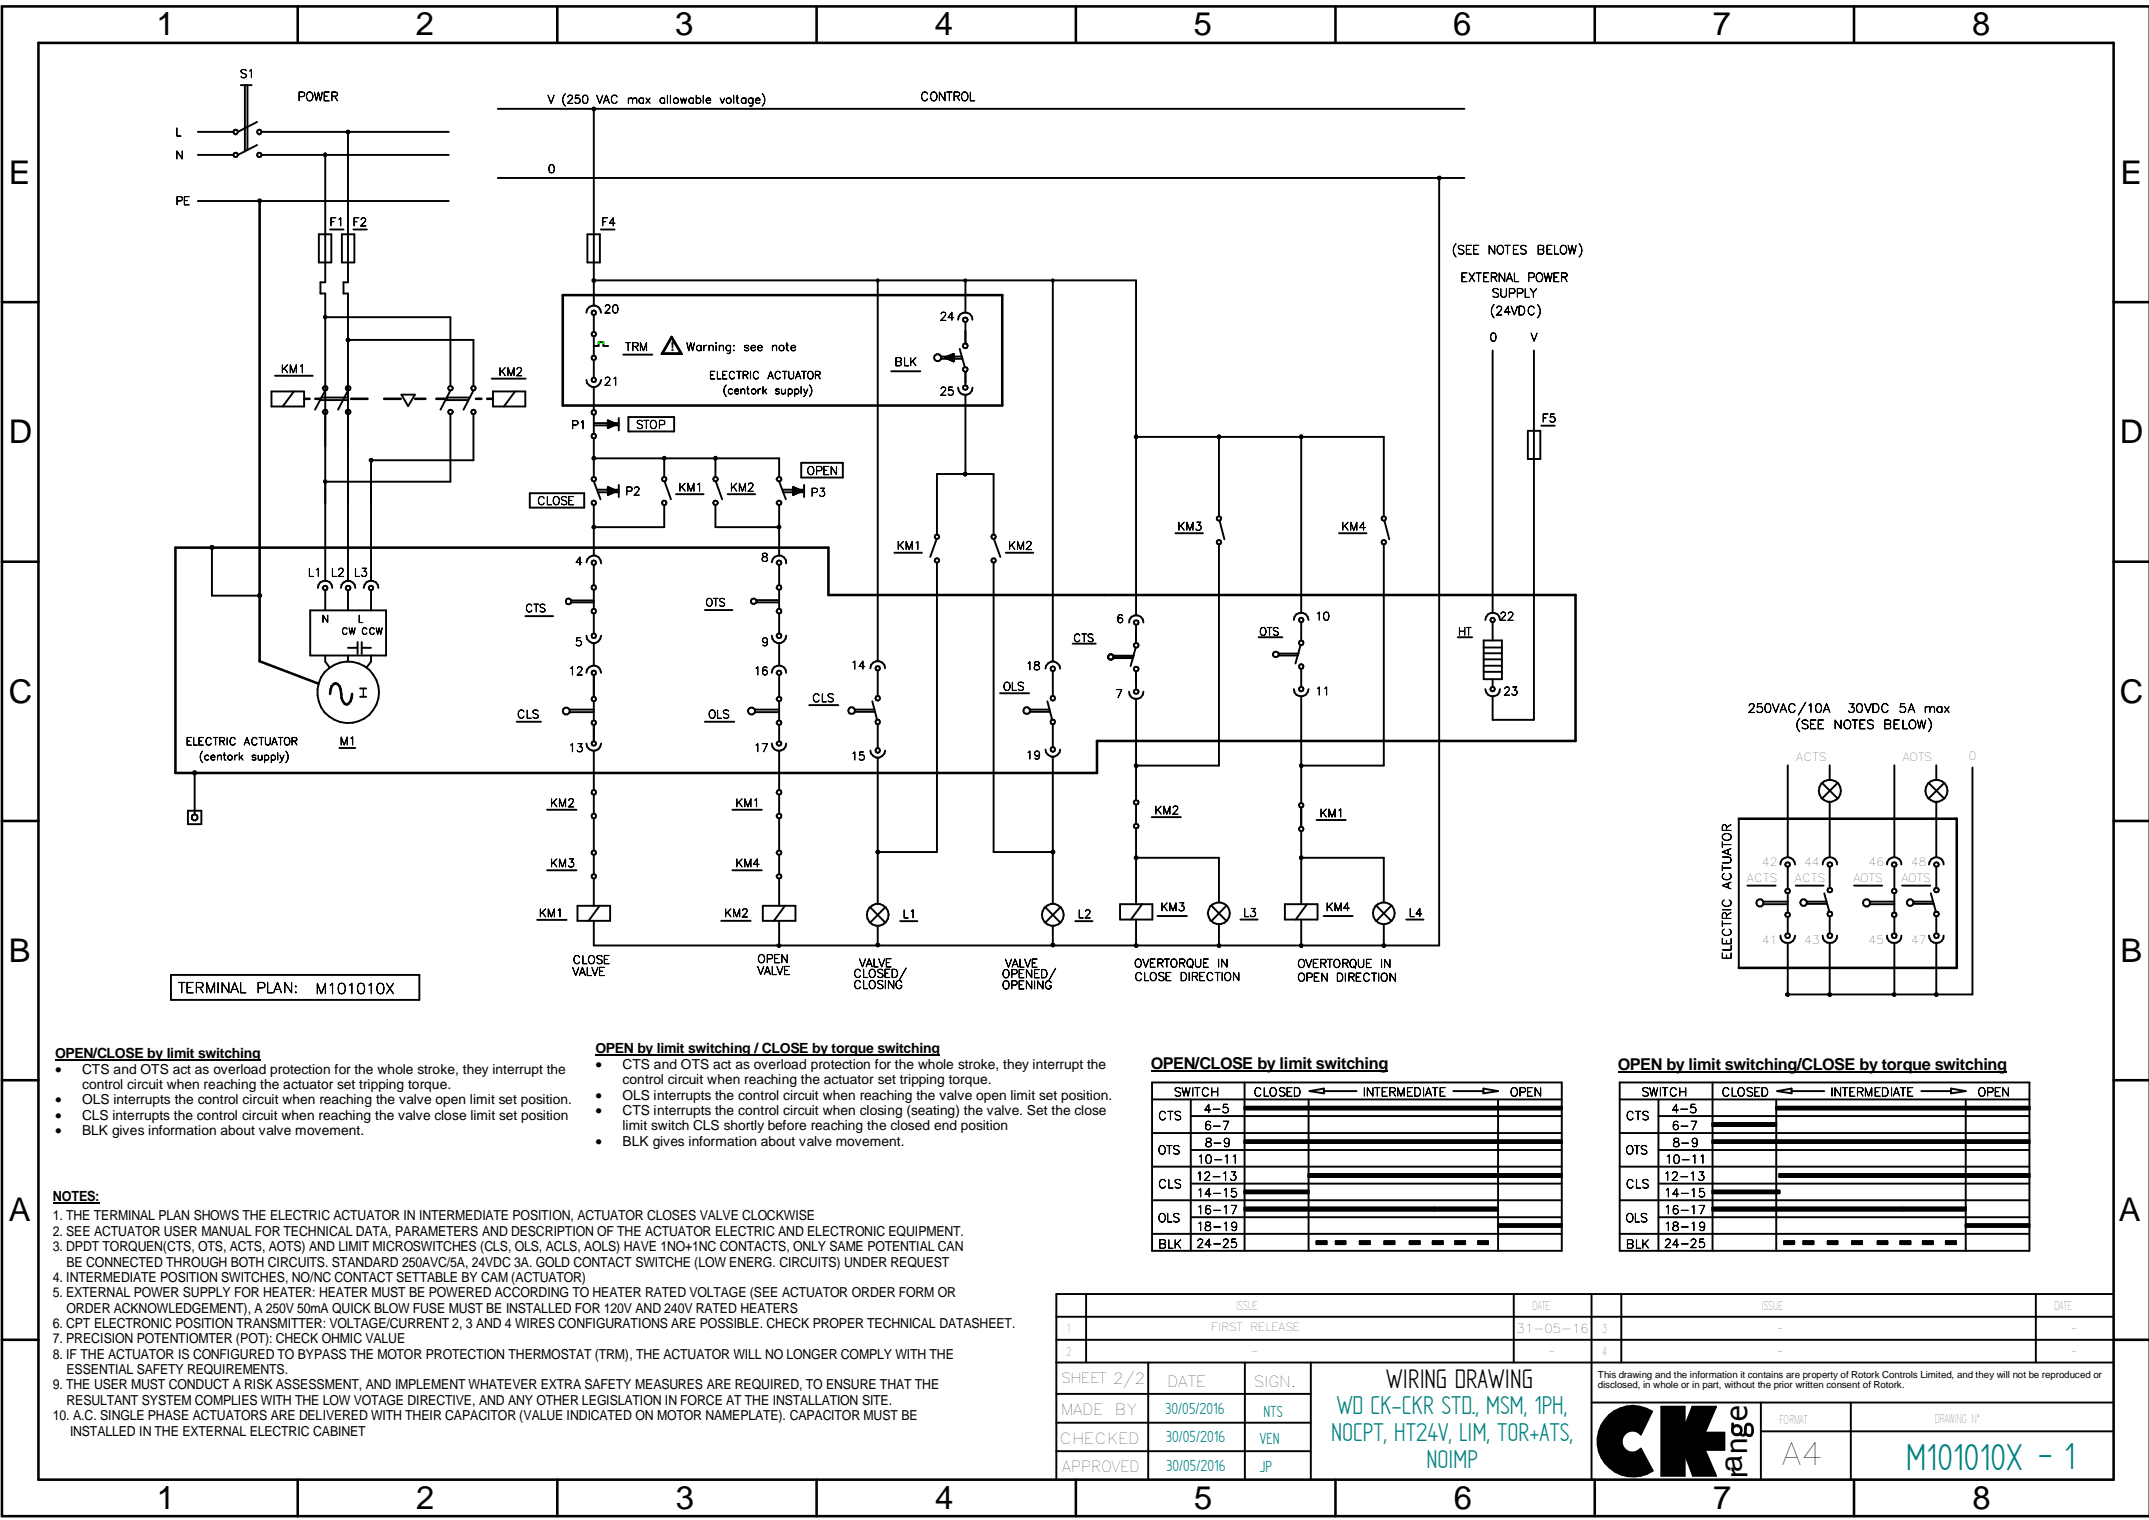 1 2 3 4 5 6 7 8
E
D
C
B
A
E
D
C
B
A
S1
POWER
L
N
PE
F1 F2
KM1
KM2
V (250 VAC max allowable voltage)
CONTROL
0
F4
20
TRM
Warning: see note
21
ELECTRIC ACTUATOR
(centork supply)
24
BLK
25
P1
STOP
CLOSE
P2
KM1
KM2
OPEN
P3
(SEE NOTES BELOW)
EXTERNAL POWER
SUPPLY
(24VDC)
0 V
F5
KM1
KM2
KM3
KM4
L1 L2 L3
N L
CW CCW
I
M1
ELECTRIC ACTUATOR
(centork supply)
4
CTS
5
12
CLS
13
8
OTS
9
16
OLS
17
14
CLS
15
18
OLS
19
6
CTS
7
10
OTS
11
22
HT
23
KM2
KM3
KM1
KM1
KM4
KM2
L1
L2
KM2
KM3
L3
KM1
KM4
L4
CLOSE
VALVE
OPEN
VALVE
VALVE
CLOSED/
CLOSING
VALVE
OPENED/
OPENING
OVERTORQUE IN
CLOSE DIRECTION
OVERTORQUE IN
OPEN DIRECTION
250VAC/10A 30VDC 5A max
(SEE NOTES BELOW)
ACTS AOTS 0
ELECTRIC ACTUATOR
42 44 46 48
ACTS ACTS AOTS AOTS
41 43 45 47
TERMINAL PLAN: M101010X
OPEN/CLOSE by limit switching
• CTS and OTS act as overload protection for the whole stroke, they interrupt the
control circuit when reaching the actuator set tripping torque.
• OLS interrupts the control circuit when reaching the valve open limit set position.
• CLS interrupts the control circuit when reaching the valve close limit set position
• BLK gives information about valve movement.
OPEN by limit switching / CLOSE by torque switching
• CTS and OTS act as overload protection for the whole stroke, they interrupt the
control circuit when reaching the actuator set tripping torque.
• OLS interrupts the control circuit when reaching the valve open limit set position.
• CTS interrupts the control circuit when closing (seating) the valve. Set the close
limit switch CLS shortly before reaching the closed end position
• BLK gives information about valve movement.
OPEN/CLOSE by limit switching
SWITCH CLOSED INTERMEDIATE OPEN
CTS 4-5
6-7
OTS 8-9
10-11
CLS 12-13
14-15
OLS 16-17
18-19
BLK 24-25
OPEN by limit switching/CLOSE by torque switching
SWITCH CLOSED INTERMEDIATE OPEN
CTS 4-5
6-7
OTS 8-9
10-11
CLS 12-13
14-15
OLS 16-17
18-19
BLK 24-25
NOTES:
1. THE TERMINAL PLAN SHOWS THE ELECTRIC ACTUATOR IN INTERMEDIATE POSITION, ACTUATOR CLOSES VALVE CLOCKWISE
2. SEE ACTUATOR USER MANUAL FOR TECHNICAL DATA, PARAMETERS AND DESCRIPTION OF THE ACTUATOR ELECTRIC AND ELECTRONIC EQUIPMENT.
3. DPDT TORQUEN(CTS, OTS, ACTS, AOTS) AND LIMIT MICROSWITCHES (CLS, OLS, ACLS, AOLS) HAVE 1NO+1NC CONTACTS, ONLY SAME POTENTIAL CAN
BE CONNECTED THROUGH BOTH CIRCUITS. STANDARD 250AVC/5A, 24VDC 3A. GOLD CONTACT SWITCHE (LOW ENERG. CIRCUITS) UNDER REQUEST
4. INTERMEDIATE POSITION SWITCHES, NO/NC CONTACT SETTABLE BY CAM (ACTUATOR)
5. EXTERNAL POWER SUPPLY FOR HEATER: HEATER MUST BE POWERED ACCORDING TO HEATER RATED VOLTAGE (SEE ACTUATOR ORDER FORM OR
ORDER ACKNOWLEDGEMENT), A 250V 50mA QUICK BLOW FUSE MUST BE INSTALLED FOR 120V AND 240V RATED HEATERS
6. CPT ELECTRONIC POSITION TRANSMITTER: VOLTAGE/CURRENT 2, 3 AND 4 WIRES CONFIGURATIONS ARE POSSIBLE. CHECK PROPER TECHNICAL DATASHEET.
7. PRECISION POTENTIOMTER (POT): CHECK OHMIC VALUE
8. IF THE ACTUATOR IS CONFIGURED TO BYPASS THE MOTOR PROTECTION THERMOSTAT (TRM), THE ACTUATOR WILL NO LONGER COMPLY WITH THE
ESSENTIAL SAFETY REQUIREMENTS.
9. THE USER MUST CONDUCT A RISK ASSESSMENT, AND IMPLEMENT WHATEVER EXTRA SAFETY MEASURES ARE REQUIRED, TO ENSURE THAT THE
RESULTANT SYSTEM COMPLIES WITH THE LOW VOTAGE DIRECTIVE, AND ANY OTHER LEGISLATION IN FORCE AT THE INSTALLATION SITE.
10. A.C. SINGLE PHASE ACTUATORS ARE DELIVERED WITH THEIR CAPACITOR (VALUE INDICATED ON MOTOR NAMEPLATE). CAPACITOR MUST BE
INSTALLED IN THE EXTERNAL ELECTRIC CABINET
ISSUE DATE ISSUE DATE
1 FIRST RELEASE 31-05-16 3 - -
2 - - 4 - -
SHEET 2/2 DATE SIGN.
MADE BY 30/05/2016 NTS
CHECKED 30/05/2016 VEN
APPROVED 30/05/2016 JP
WIRING DRAWING
WD CK-CKR STD., MSM, 1PH,
NOCPT, HT24V, LIM, TOR+ATS,
NOIMP
This drawing and the information it contains are property of Rotork Controls Limited, and they will not be reproduced or
disclosed, in whole or in part, without the prior written consent of Rotork.
CK range
FORMAT
A4
DRAWING Nº
M101010X - 1
1 2 3 4 5 6 7 8